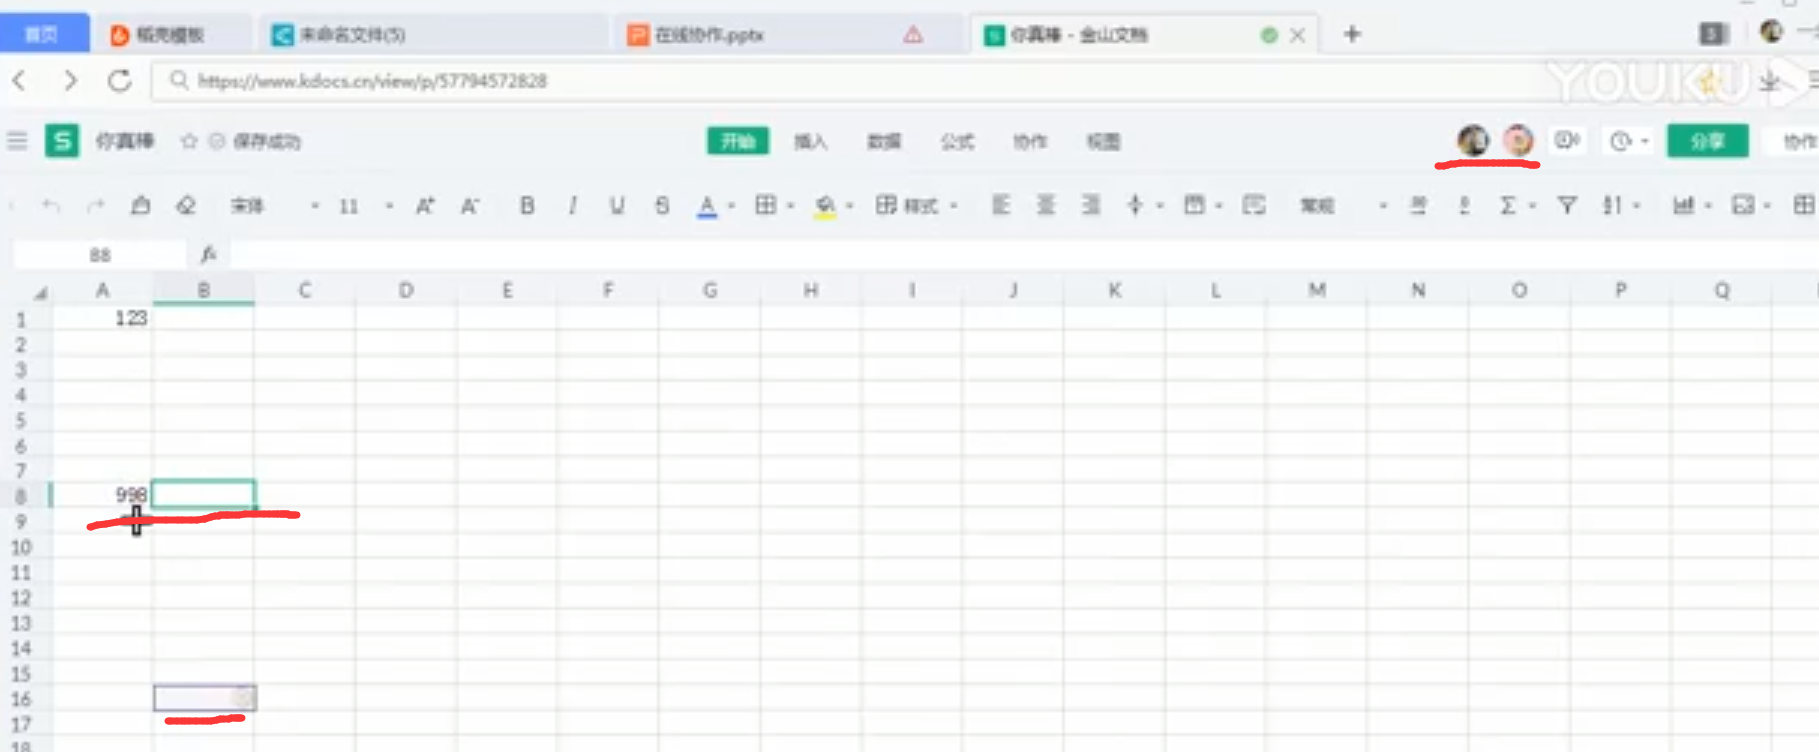 首页 稻壳模板 未命名文件(5) 在线协作.pptx 你真棒 - 金山文档
https://www.kdocs.cn/view/p/57794572828
YOUKU
你真棒 保存成功 开始 插入 数据 公式 协作 视图 分享 协作
宋体 11 A+ A- B I U S A 样式 常规
B8 fx
A B C D E F G H I J K L M N O P Q
1 123
2
3
4
5
6
7
8 998
9
10
11
12
13
14
15
16
17
18